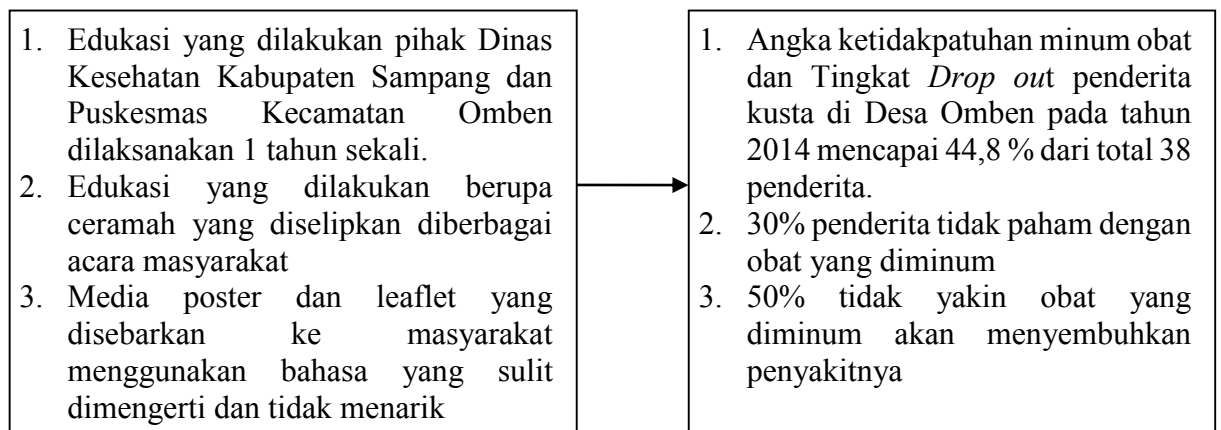 1. Edukasi yang dilakukan pihak Dinas
Kesehatan Kabupaten Sampang dan
Puskesmas Kecamatan Omben
dilaksanakan 1 tahun sekali.
2. Edukasi yang dilakukan berupa
ceramah yang diselipkan diberbagai
acara masyarakat
3. Media poster dan leaflet yang
disebarkan ke masyarakat
menggunakan bahasa yang sulit
dimengerti dan tidak menarik
1. Angka ketidakpatuhan minum obat
dan Tingkat Drop out penderita
kusta di Desa Omben pada tahun
2014 mencapai 44,8 % dari total 38
penderita.
2. 30% penderita tidak paham dengan
obat yang diminum
3. 50% tidak yakin obat yang
diminum akan menyembuhkan
penyakitnya